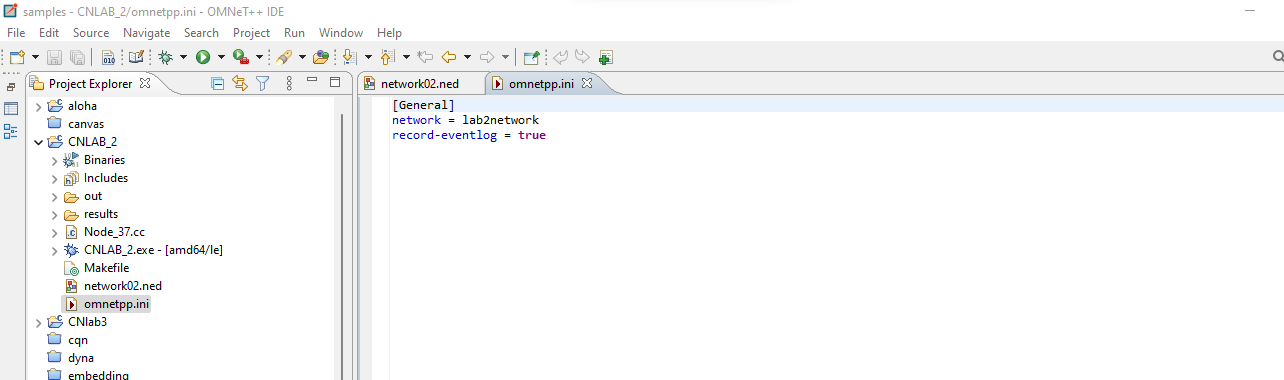 samples - CNLAB_2/omnetpp.ini - OMNeT++ IDE
File Edit Source Navigate Search Project Run Window Help
010
Project Explorer
network02.ned
omnetpp.ini
aloha
canvas
CNLAB_2
Binaries
Includes
out
results
Node_37.cc
CNLAB_2.exe - [amd64/le]
Makefile
network02.ned
omnetpp.ini
CNlab3
cqn
dyna
embedding
[General]
network = lab2network
record-eventlog = true